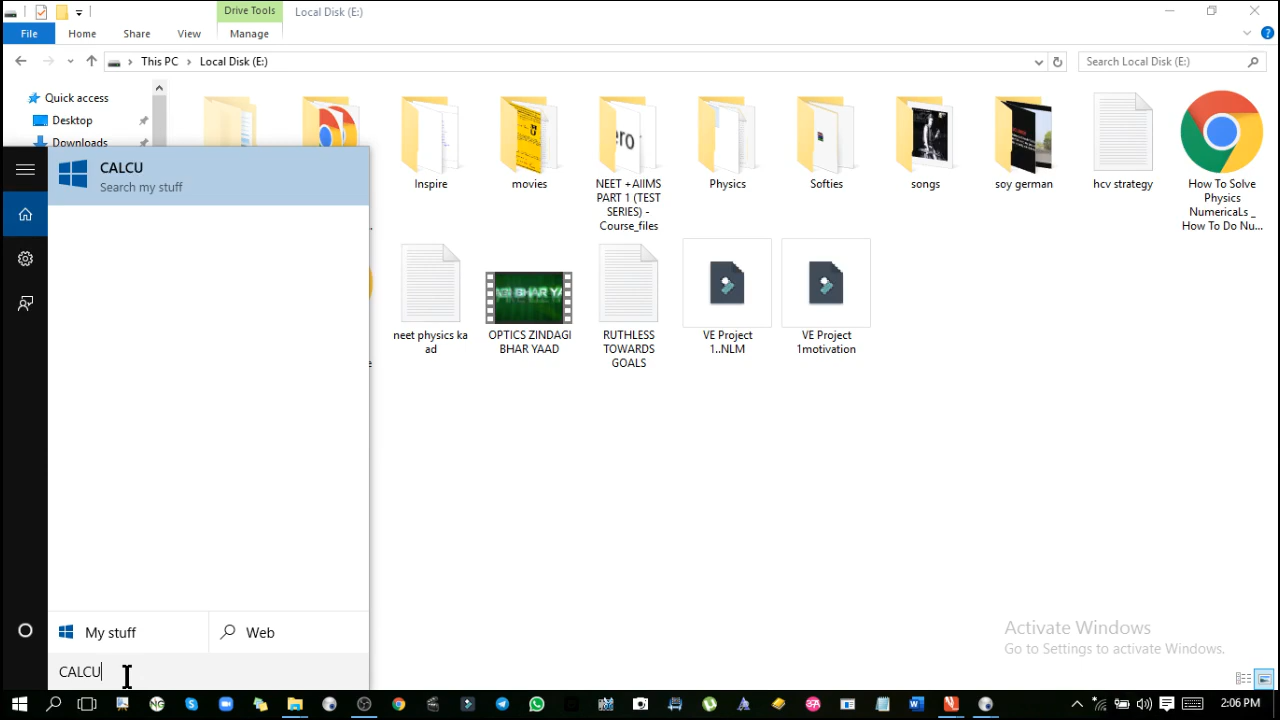 Drive Tools
Local Disk (E:)
File
Home
Share
View
Manage
This PC
Local Disk (E:)
Search Local Disk (E:)
Quick access
Desktop
Downloads
Inspire
movies
NEET +AIIMS
PART 1 (TEST
SERIES) -
Course_files
Physics
Softies
songs
soy german
hcv strategy
How To Solve
Physics
NumericaLs _
How To Do Nu...
neet physics ka
ad
OPTICS ZINDAGI
BHAR YAAD
RUTHLESS
TOWARDS
GOALS
VE Project
1..NLM
VE Project
1motivation
CALCU
Search my stuff
My stuff
Web
CALCU
Activate Windows
Go to Settings to activate Windows.
2:06 PM